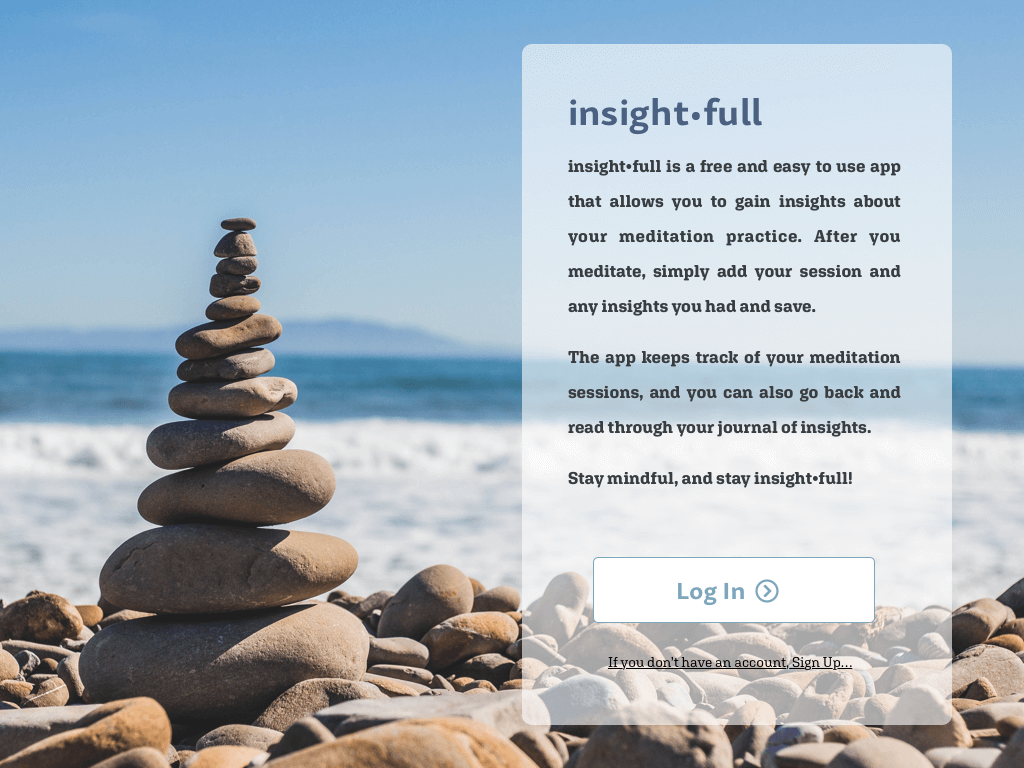 insight•full
insight•full is a free and easy to use app
that allows you to gain insights about
your meditation practice. After you
meditate, simply add your session and
any insights you had and save.
The app keeps track of your meditation
sessions, and you can also go back and
read through your journal of insights.
Stay mindful, and stay insight•full!
Log In
If you don't have an account, Sign Up...